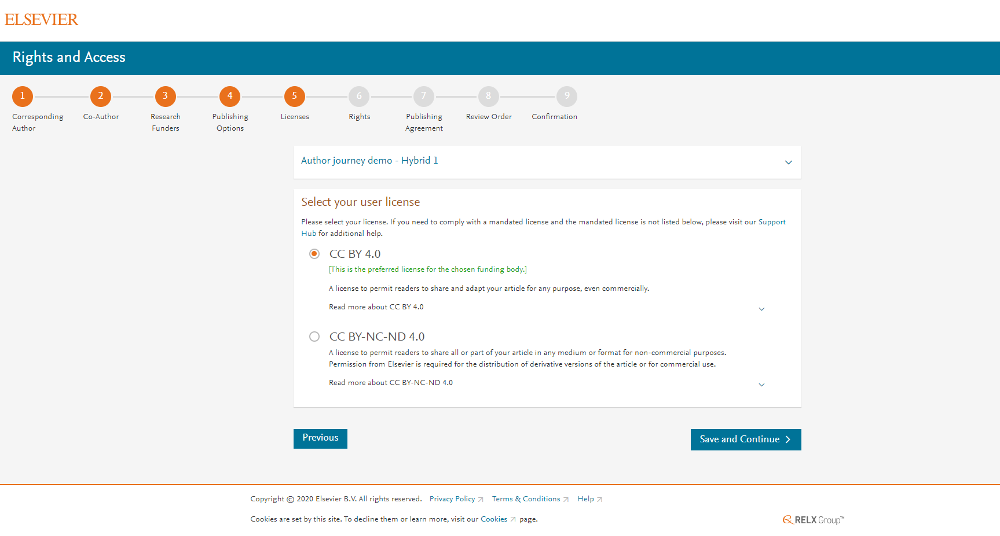 ELSEVIER
Rights and Access
1 2 3 4 5 6 7 8 9
Corresponding Co-Author Research Publishing Licenses Rights Publishing Review Order Confirmation
Author Funders Options Agreement
Author journey demo - Hybrid 1
Select your user license
Please select your license. If you need to comply with a mandated license and the mandated license is not listed below, please visit our Support
Hub for additional help.
CC BY 4.0
[This is the preferred license for the chosen funding body.]
A license to permit readers to share and adapt your article for any purpose, even commercially.
Read more about CC BY 4.0
CC BY-NC-ND 4.0
A license to permit readers to share all or part of your article in any medium or format for non-commercial purposes.
Permission from Elsevier is required for the distribution of derivative versions of the article or for commercial use.
Read more about CC BY-NC-ND 4.0
Previous
Save and Continue
Copyright © 2020 Elsevier B.V. All rights reserved. Privacy Policy Terms & Conditions Help
Cookies are set by this site. To decline them or learn more, visit our Cookies page.
RELX Group™